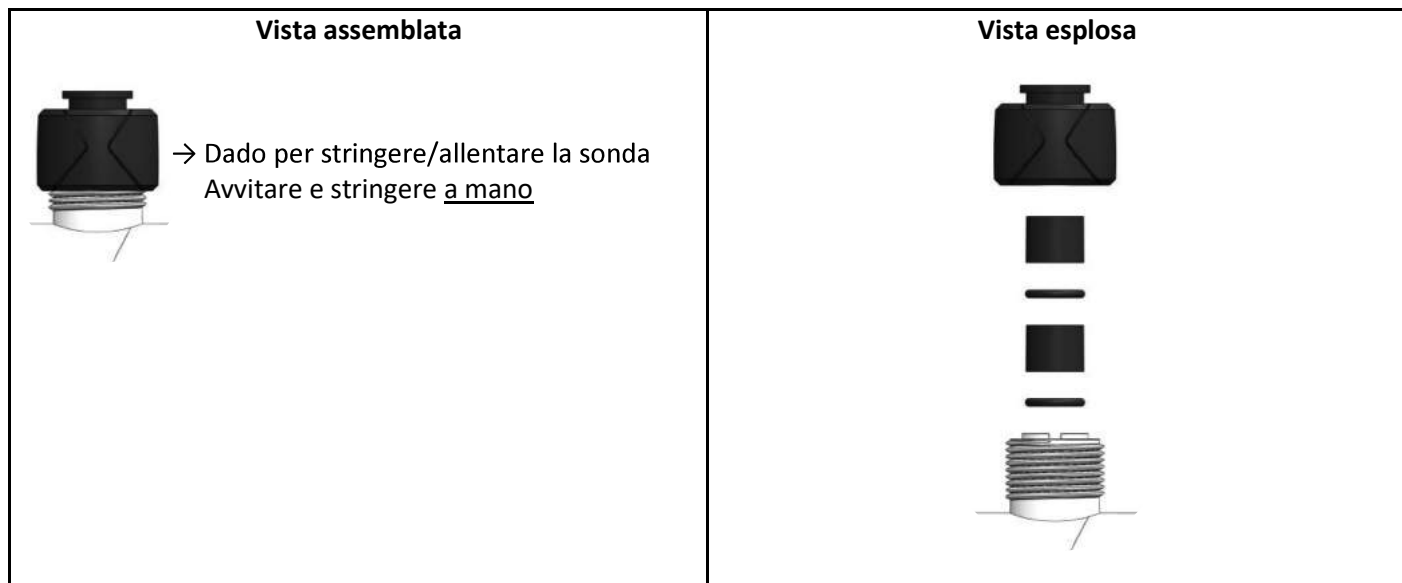 Vista assemblata
Vista esplosa
→ Dado per stringere/allentare la sonda
Avvitare e stringere a mano